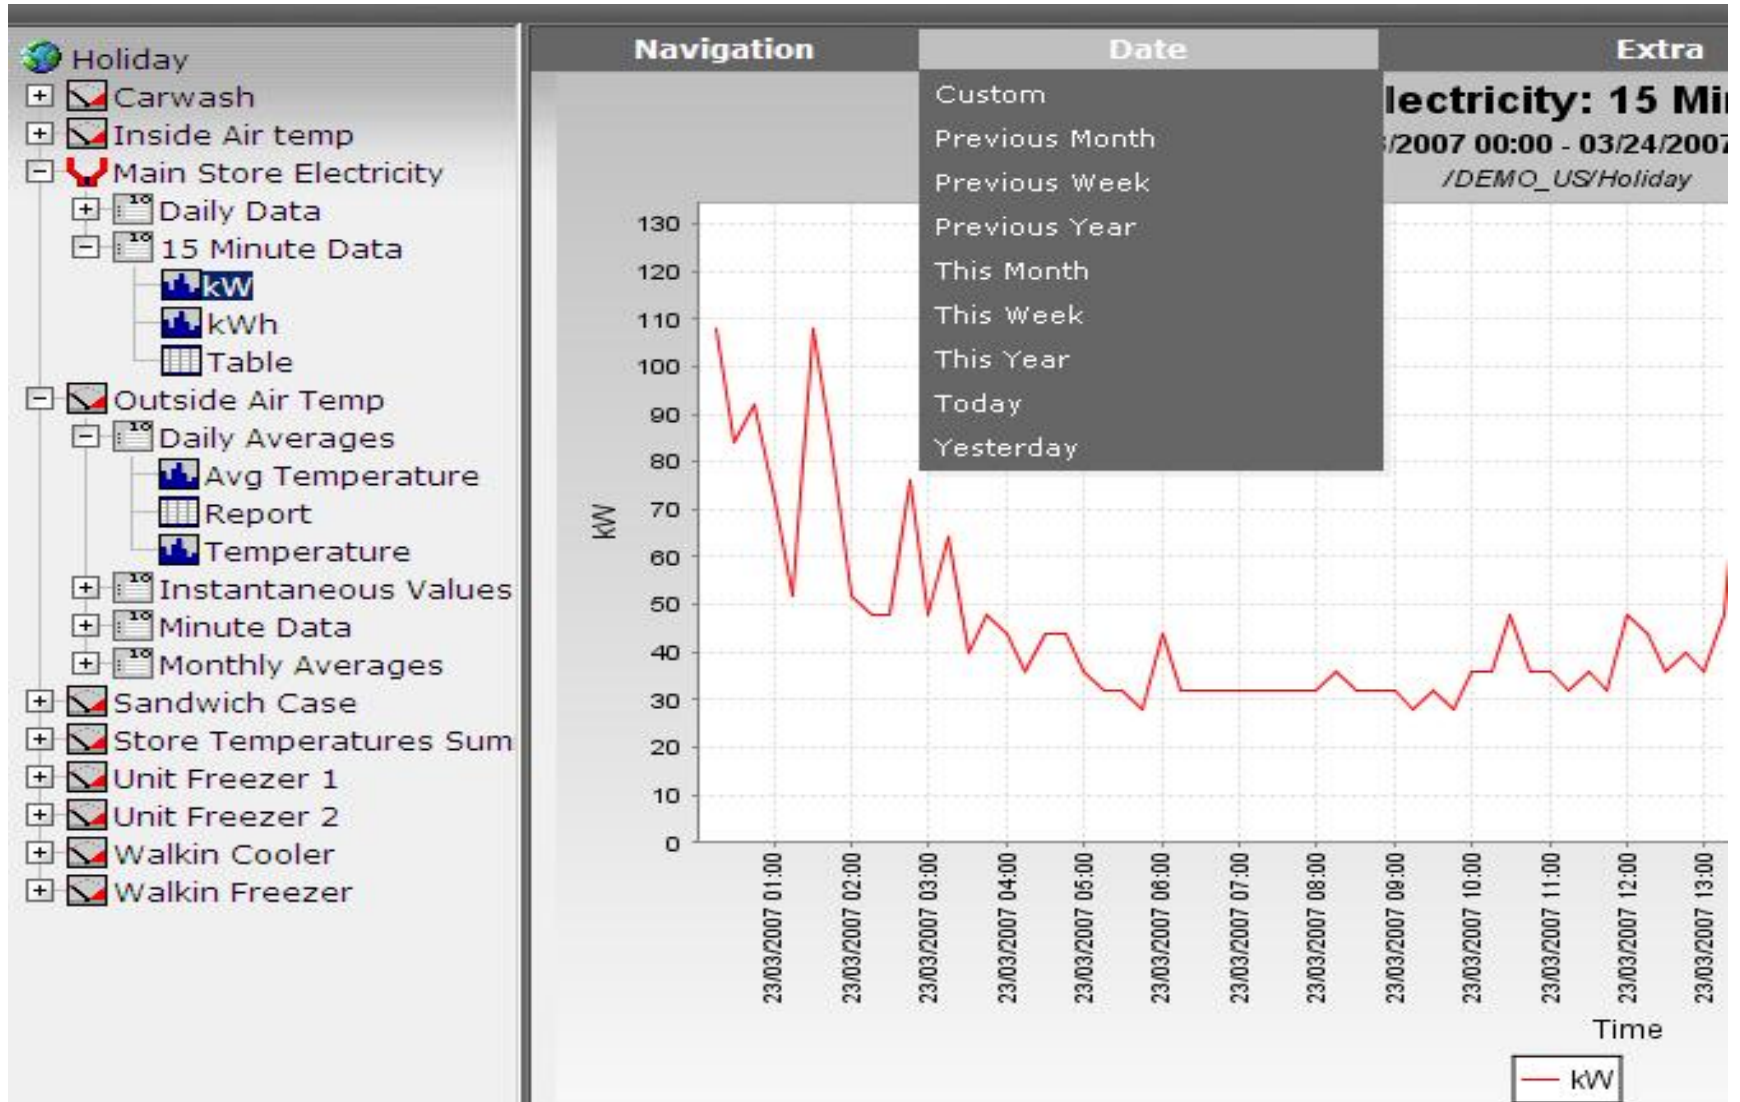 Holiday
Carwash
Inside Air temp
Main Store Electricity
Daily Data
15 Minute Data
kW
kWh
Table
Outside Air Temp
Daily Averages
Avg Temperature
Report
Temperature
Instantaneous Values
Minute Data
Monthly Averages
Sandwich Case
Store Temperatures Sum
Unit Freezer 1
Unit Freezer 2
Walkin Cooler
Walkin Freezer
Navigation Date Extra
Custom
Previous Month
Previous Week
Previous Year
This Month
This Week
This Year
Today
Yesterday
lectricity: 15 Mi
/2007 00:00 - 03/24/2007
/DEMO_US/Holiday
kW
130
120
110
100
90
80
70
60
50
40
30
20
10
0
23/03/2007 01:00
23/03/2007 02:00
23/03/2007 03:00
23/03/2007 04:00
23/03/2007 05:00
23/03/2007 06:00
23/03/2007 07:00
23/03/2007 08:00
23/03/2007 09:00
23/03/2007 10:00
23/03/2007 11:00
23/03/2007 12:00
23/03/2007 13:00
Time
kW